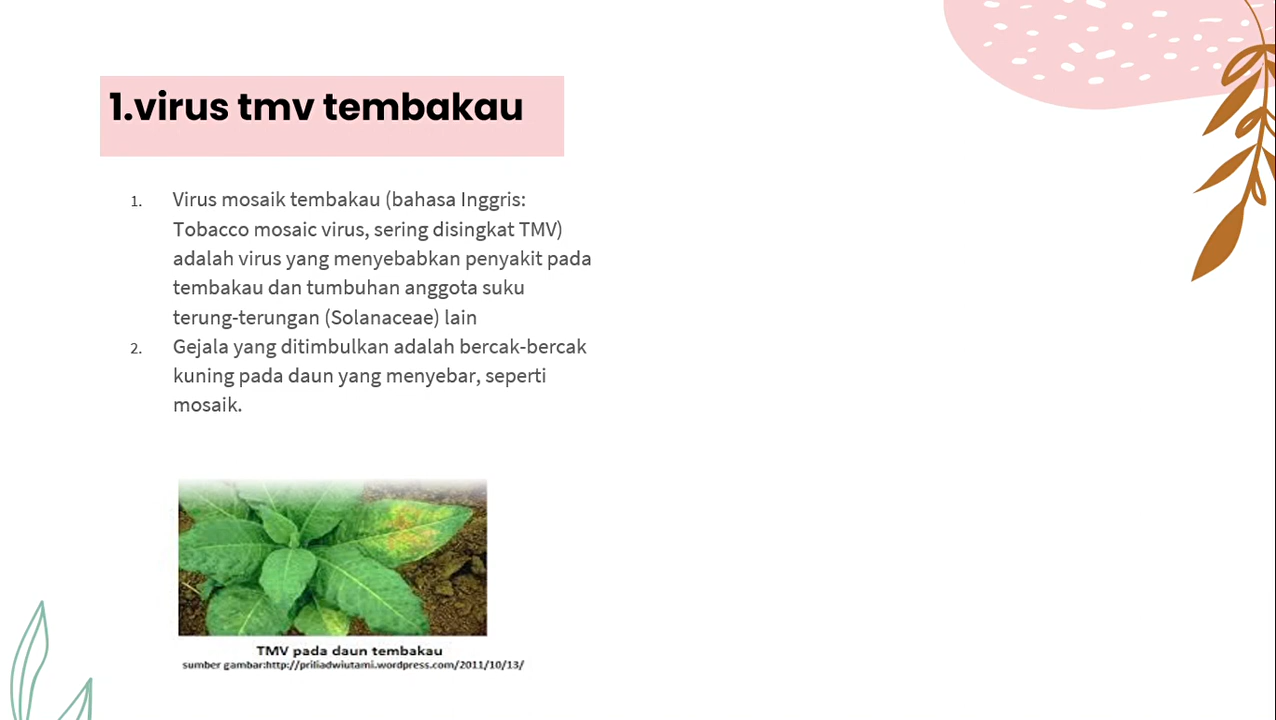 1.virus tmv tembakau
1. Virus mosaik tembakau (bahasa Inggris:
Tobacco mosaic virus, sering disingkat TMV)
adalah virus yang menyebabkan penyakit pada
tembakau dan tumbuhan anggota suku
terung-terungan (Solanaceae) lain
2. Gejala yang ditimbulkan adalah bercak-bercak
kuning pada daun yang menyebar, seperti
mosaik.
TMV pada daun tembakau
sumber gambar:http://priliadwiutami.wordpress.com/2011/10/13/